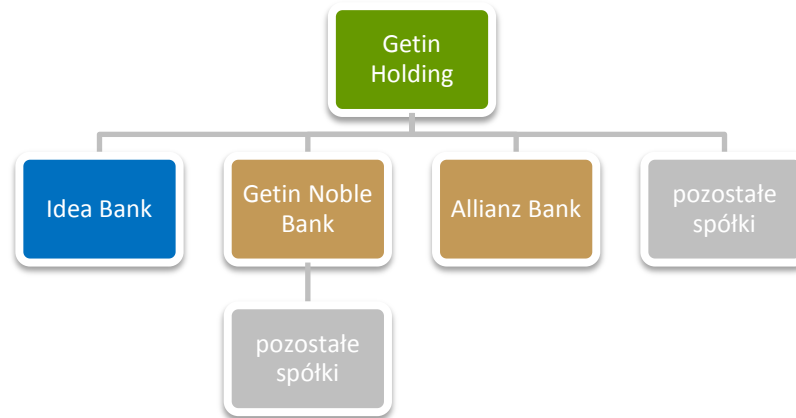 Getin
Holding
Idea Bank
Getin Noble
Bank
Allianz Bank
pozostałe
spółki
pozostałe
spółki